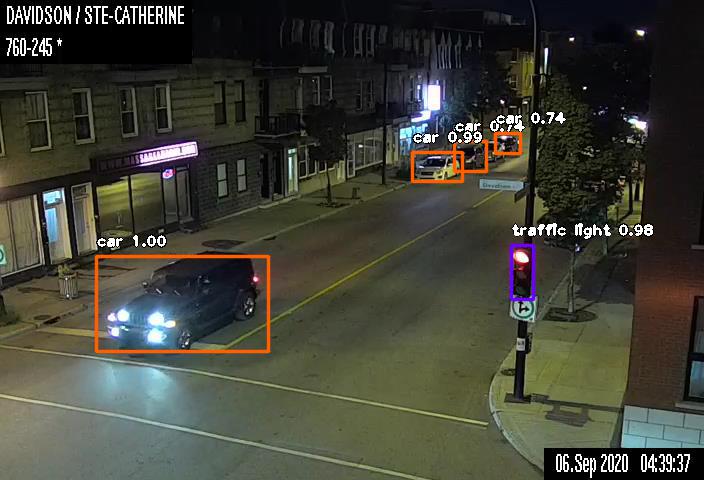 DAVIDSON / STE-CATHERINE
760-245 *
car 0.74
car 0.74
car 0.99
Davidson
traffic light 0.98
car 1.00
06.Sep 2020 04:39:37